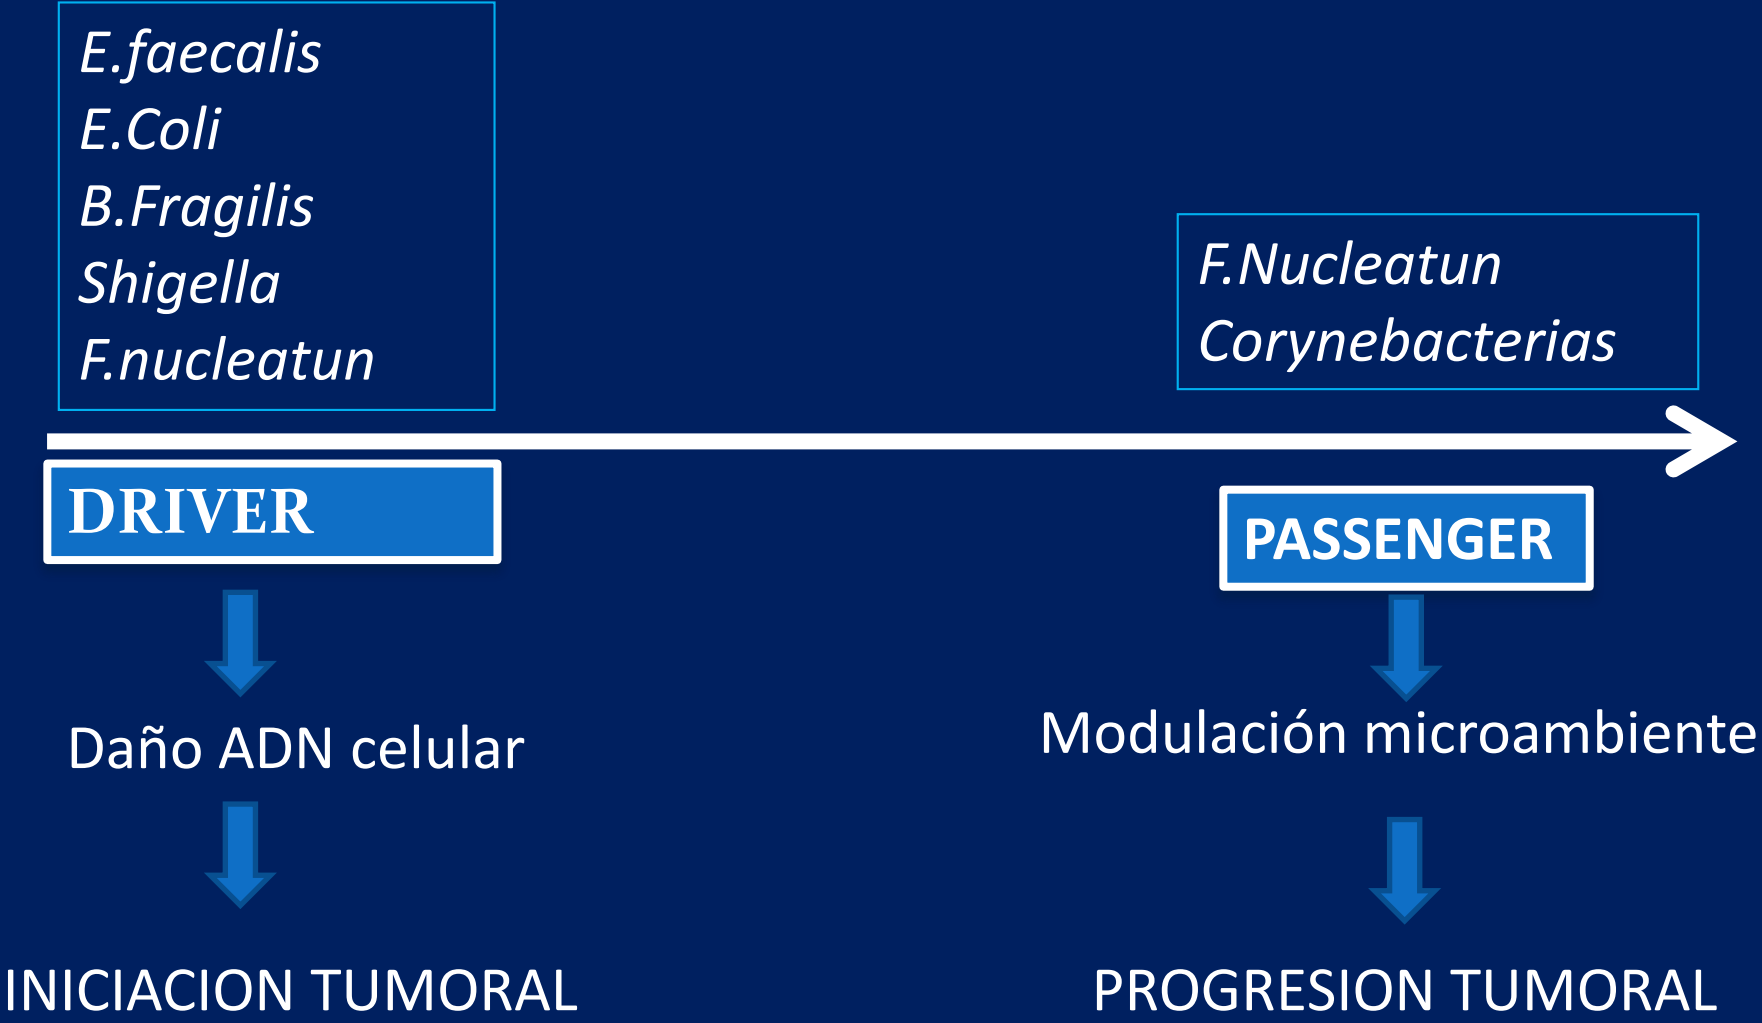 E.faecalis
E.Coli
B.Fragilis
Shigella
F.nucleatun
F.Nucleatun
Corynebacterias
DRIVER
PASSENGER
Daño ADN celular
Modulación microambiente
INICIACION TUMORAL
PROGRESION TUMORAL